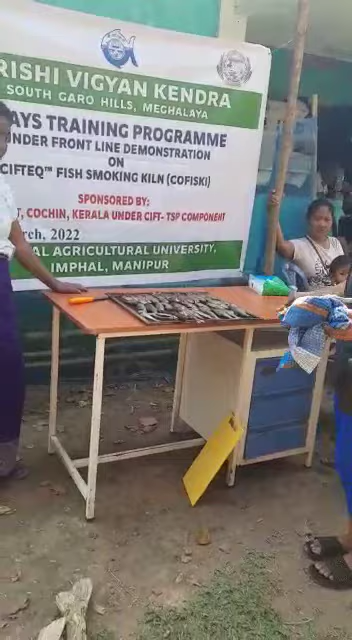 RISHI VIGYAN KENDRA
SOUTH GARO HILLS, MEGHALAYA
AYS TRAINING PROGRAMME
NDER FRONT LINE DEMONSTRATION
ON
CIFTEQ™ FISH SMOKING KILN (COFISKI)
SPONSORED BY:
T, COCHIN, KERALA UNDER CIFT- TSP COMPONENT
rch, 2022
AL AGRICULTURAL UNIVERSITY,
IMPHAL, MANIPUR